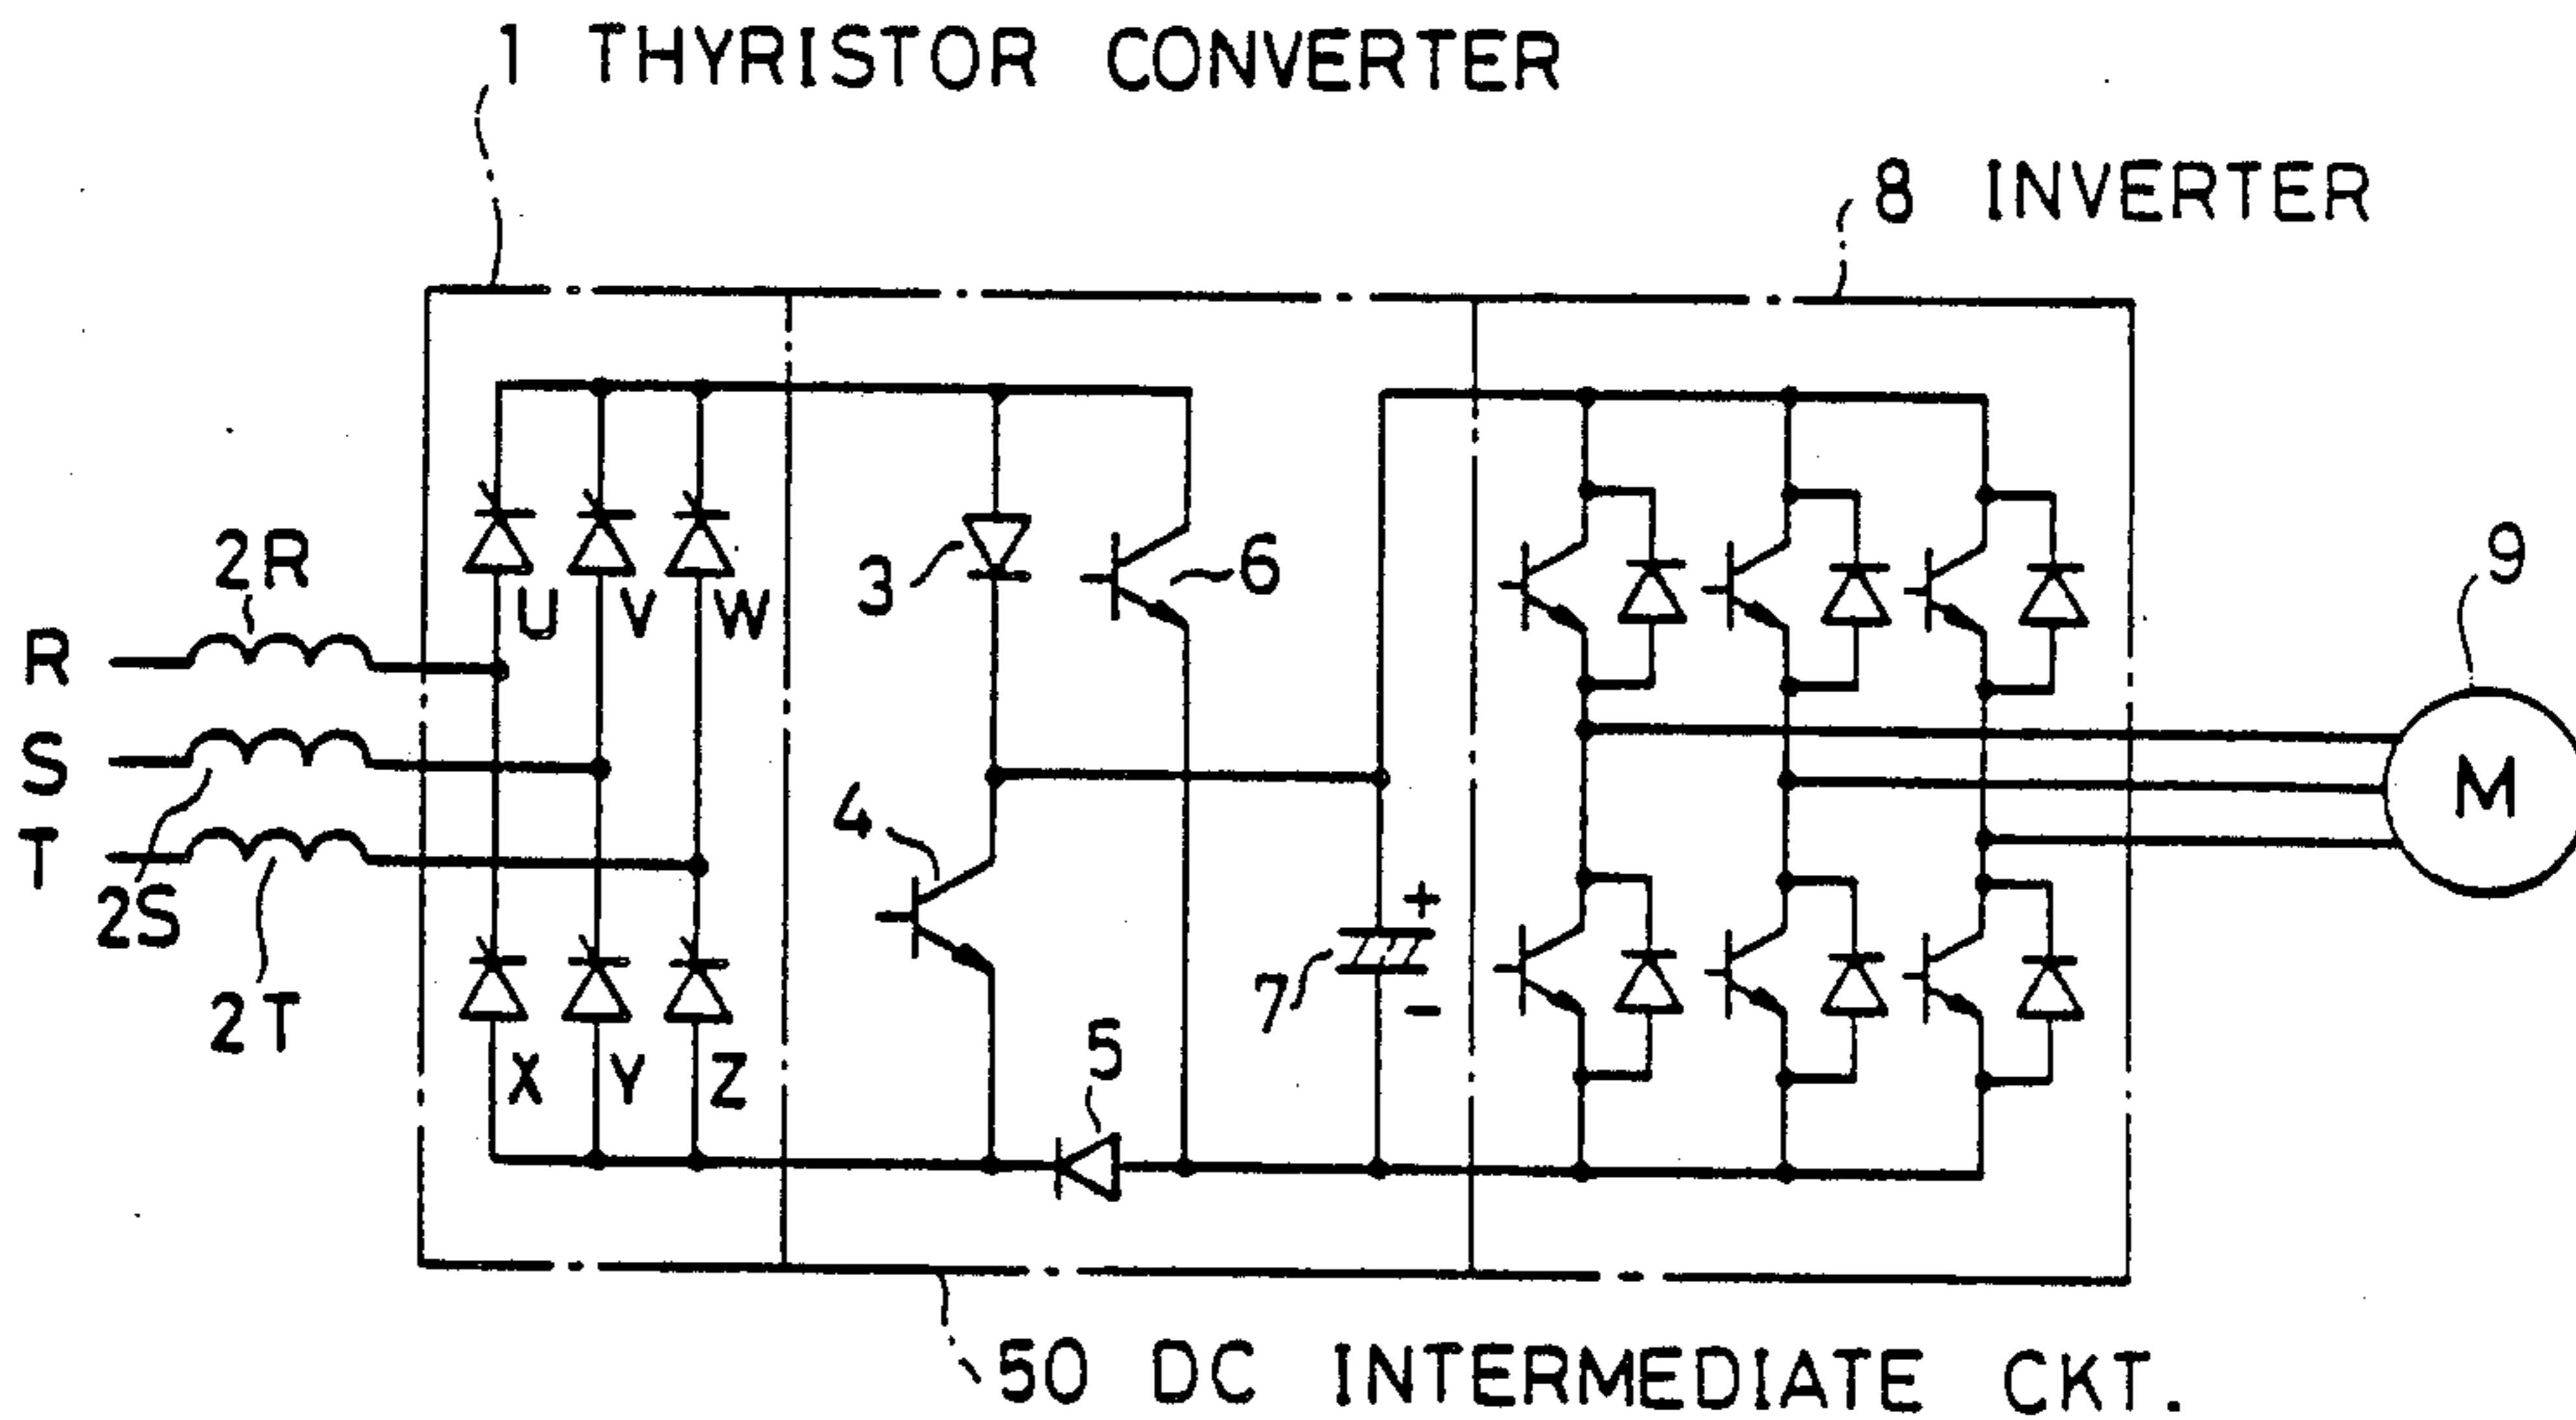 1 THYRISTOR CONVERTER
8 INVERTER
2R
3
6
9
U V W
R
S
T
M
4
2S
+
7
-
2T
5
X Y Z
50 DC INTERMEDIATE CKT.